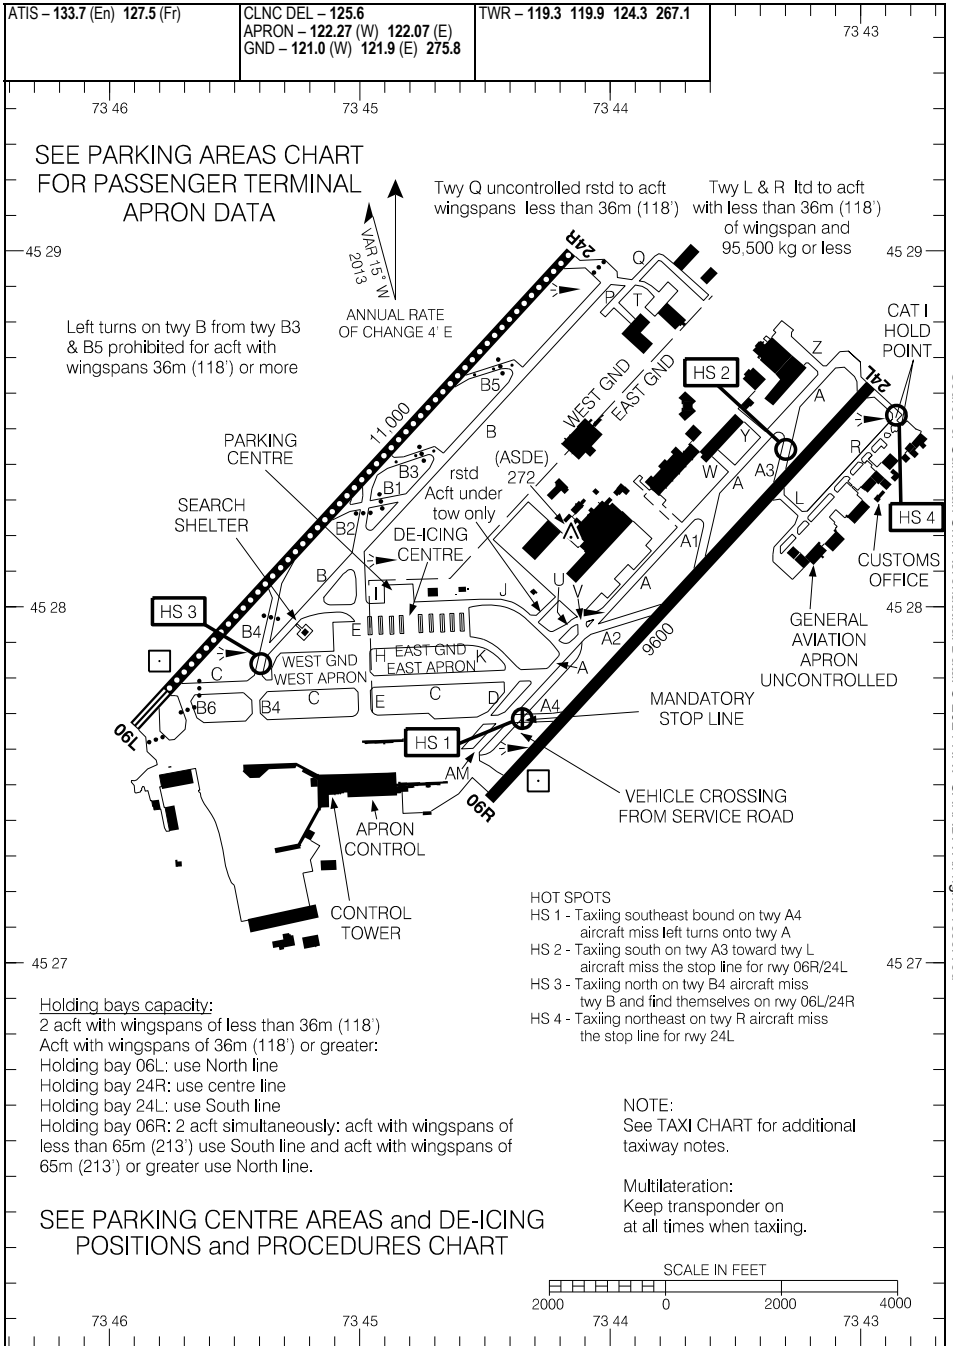 ATIS – 133.7 (En) 127.5 (Fr)
CLNC DEL – 125.6
APRON – 122.27 (W) 122.07 (E)
GND – 121.0 (W) 121.9 (E) 275.8
TWR – 119.3 119.9 124.3 267.1
73 43
73 46
73 45
73 44
SEE PARKING AREAS CHART
FOR PASSENGER TERMINAL
APRON DATA
Twy Q uncontrolled rstd to acft
wingspans less than 36m (118')
Twy L & R ltd to acft
with less than 36m (118')
of wingspan and
95,500 kg or less
VAR 15° W
2013
ANNUAL RATE
OF CHANGE 4' E
45 29
45 29
24R
Q
P
T
Left turns on twy B from twy B3
& B5 prohibited for acft with
wingspans 36m (118') or more
CAT I
HOLD
POINT
Z
HS 2
24L
A
WEST GND
EAST GND
B5
11,000
B
PARKING
CENTRE
(ASDE)
272
Y
R
W
A3
A
B3
rstd
Acft under
tow only
B1
SEARCH
SHELTER
B2
L
HS 4
DE-ICING
CENTRE
A1
CUSTOMS
OFFICE
B
I
J
U
V
A
45 28
45 28
HS 3
B4
E
A2
9600
GENERAL
AVIATION
APRON
UNCONTROLLED
WEST GND
WEST APRON
H
EAST GND
EAST APRON
K
A
C
C
E
C
D
B6
B4
A4
MANDATORY
STOP LINE
06L
HS 1
AM
06R
VEHICLE CROSSING
FROM SERVICE ROAD
APRON
CONTROL
CONTROL
TOWER
HOT SPOTS
HS 1 - Taxiing southeast bound on twy A4
aircraft miss left turns onto twy A
HS 2 - Taxiing south on twy A3 toward twy L
aircraft miss the stop line for rwy 06R/24L
HS 3 - Taxiing north on twy B4 aircraft miss
twy B and find themselves on rwy 06L/24R
HS 4 - Taxiing northeast on twy R aircraft miss
the stop line for rwy 24L
45 27
45 27
Holding bays capacity:
2 acft with wingspans of less than 36m (118')
Acft with wingspans of 36m (118') or greater:
Holding bay 06L: use North line
Holding bay 24R: use centre line
Holding bay 24L: use South line
Holding bay 06R: 2 acft simultaneously: acft with wingspans of
less than 65m (213') use South line and acft with wingspans of
65m (213') or greater use North line.
NOTE:
See TAXI CHART for additional
taxiway notes.
Multilateration:
Keep transponder on
at all times when taxiing.
SEE PARKING CENTRE AREAS and DE-ICING
POSITIONS and PROCEDURES CHART
SCALE IN FEET
2000
0
2000
4000
73 46
73 45
73 44
73 43